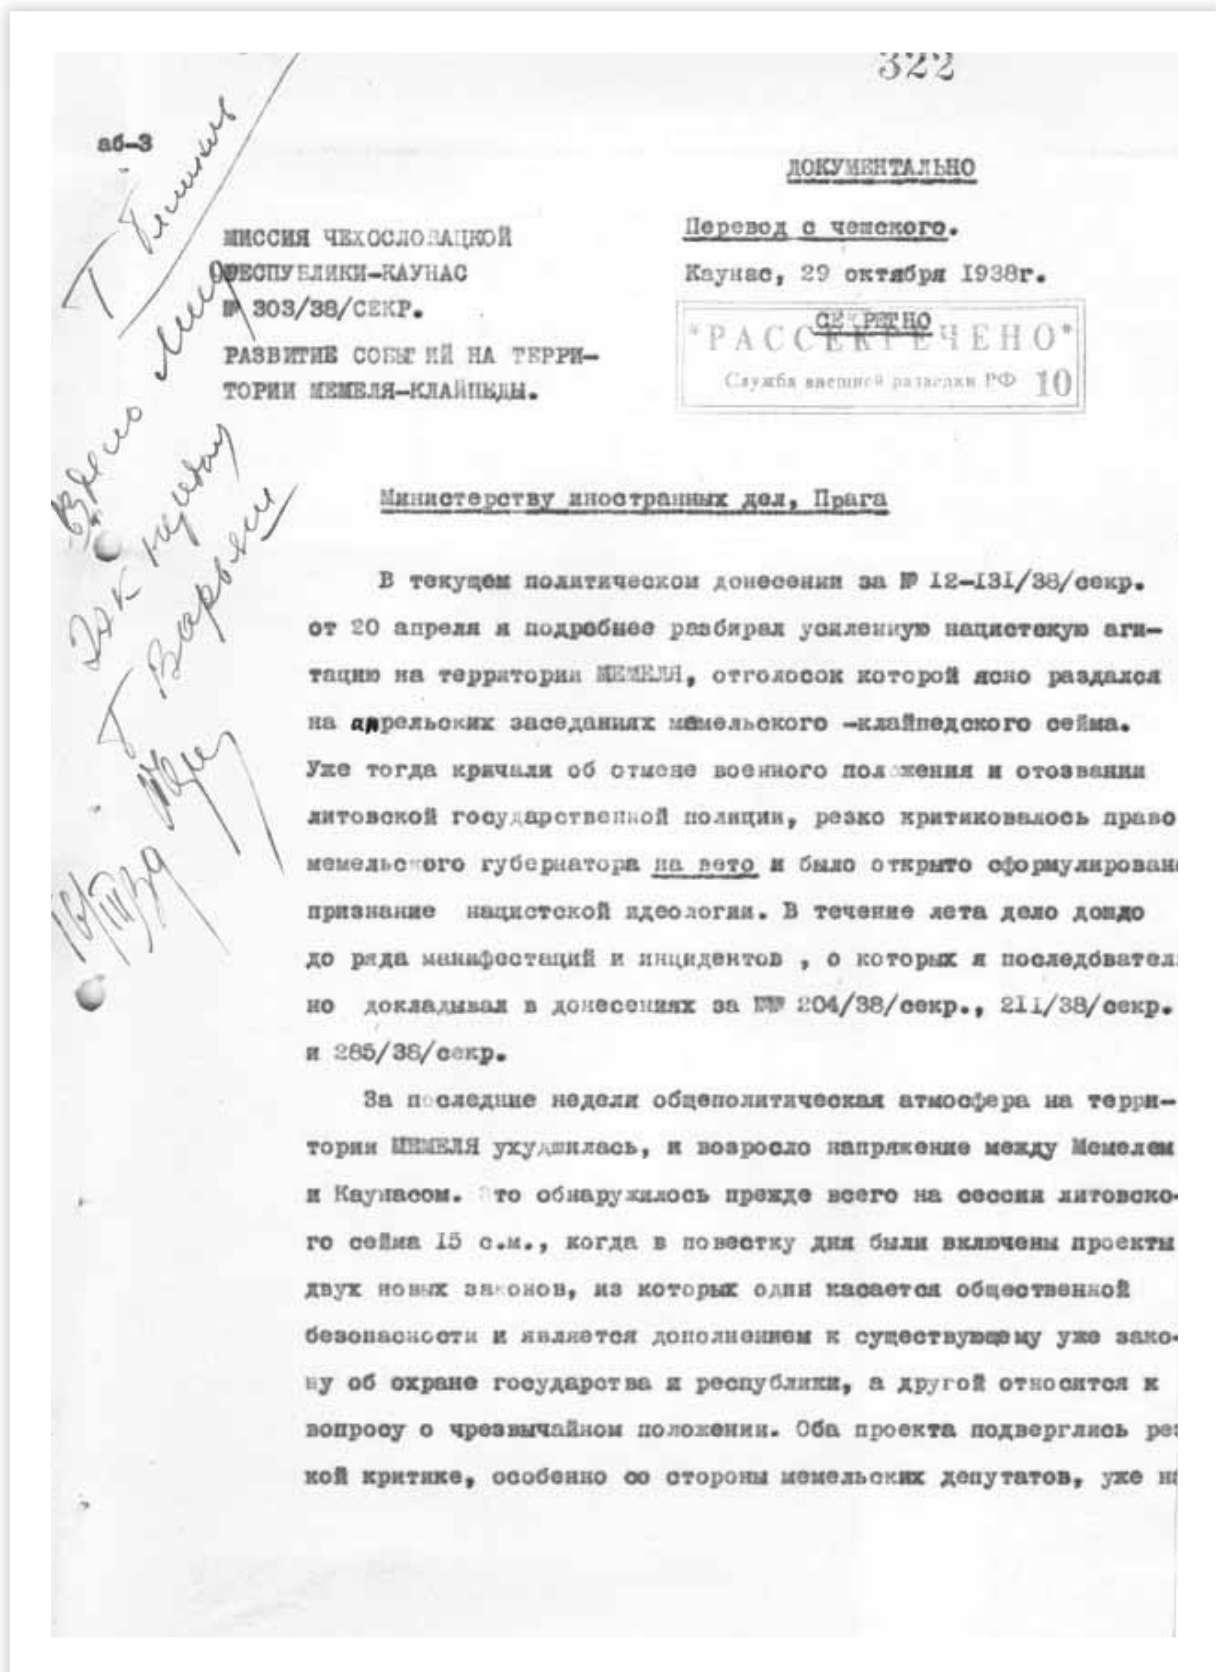 322
аб-3
ДОКУМЕНТАЛЬНО
МИССИЯ ЧЕХОСЛОВАЦКОЙ
РЕСПУБЛИКИ-КАУНАС
№ 303/38/СЕКР.
РАЗВИТИЕ СОБЫТИЙ НА ТЕРРИ-
ТОРИИ МЕМЕЛЯ-КЛАЙПЕДЫ.
Перевод с чешского.
Каунас, 29 октября 1938г.
СЕКРЕТНО
"РАССЕКРЕЧЕНО"
Служба внешней разведки РФ 10
Министерству иностранных дел, Прага
В текущем политическом донесении за № 12-131/38/секр.
от 20 апреля я подробнее разбирал усиленную нацистскую аги-
тацию на территории МЕМЕЛЯ, отголосок которой ясно раздался
на апрельских заседаниях мемельского -клайпедского сейма.
Уже тогда кричали об отмене военного положения и отозвании
литовской государственной полиции, резко критиковалось право
мемельского губернатора на вето и было открыто сформулирован
признание нацистской идеологии. В течение лета дело дошло
до ряда манифестаций и инцидентов , о которых я последовател
но докладывал в донесениях за №№ 204/38/секр., 211/38/секр.
и 285/38/секр.
За последние недели общеполитическая атмосфера на терри-
тории МЕМЕЛЯ ухудшилась, и возросло напряжение между Мемелем
и Каунасом. Это обнаружилось прежде всего на сессии литовско-
го сейма 15 с.м., когда в повестку дня были включены проекты
двух новых законов, из которых один касается общественной
безопасности и является дополнением к существующему уже зако-
ну об охране государства и республики, а другой относится к
вопросу о чрезвычайном положении. Оба проекта подверглись рез
кой критике, особенно со стороны мемельских депутатов, уже н